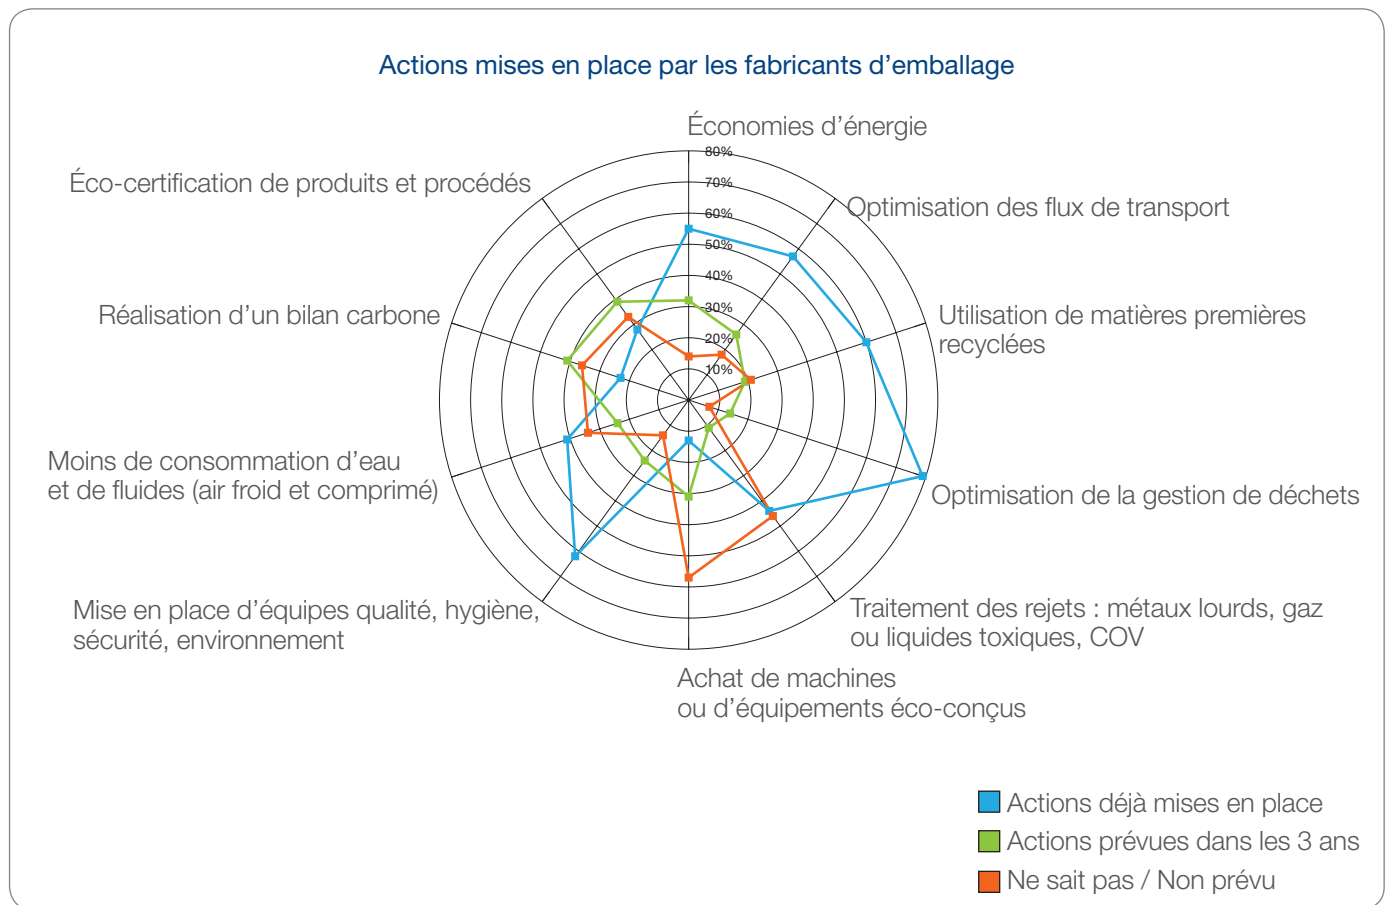 Actions mises en place par les fabricants d’emballage
Économies d’énergie
80%
70%
60%
50%
40%
30%
20%
10%
Éco-certification de produits et procédés
Optimisation des flux de transport
Réalisation d’un bilan carbone
Utilisation de matières premières
recyclées
Moins de consommation d’eau
et de fluides (air froid et comprimé)
Optimisation de la gestion de déchets
Mise en place d’équipes qualité, hygiène,
sécurité, environnement
Traitement des rejets : métaux lourds, gaz
ou liquides toxiques, COV
Achat de machines
ou d’équipements éco-conçus
Actions déjà mises en place
Actions prévues dans les 3 ans
Ne sait pas / Non prévu